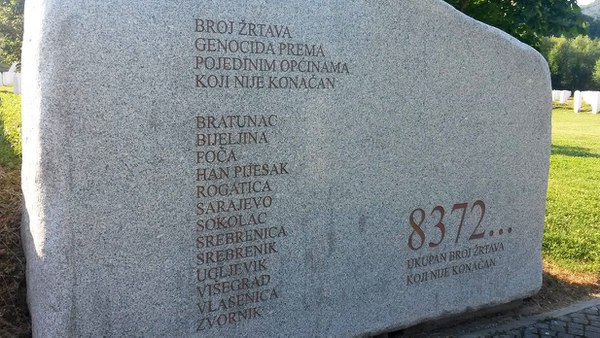 BROJ ŽRTAVA
GENOCIDA PREMA
POJEDINIM OPĆINAMA
KOJI NIJE KONAČAN
BRATUNAC
BIJELJINA
FOČA
HAN PIJESAK
ROGATICA
SARAJEVO
SOKOLAC
SREBRENICA
SREBRENIK
UGLJEVIK
VIŠEGRAD
VLASENICA
ZVORNIK
8372...
UKUPAN BROJ ŽRTAVA
KOJI NIJE KONAČAN